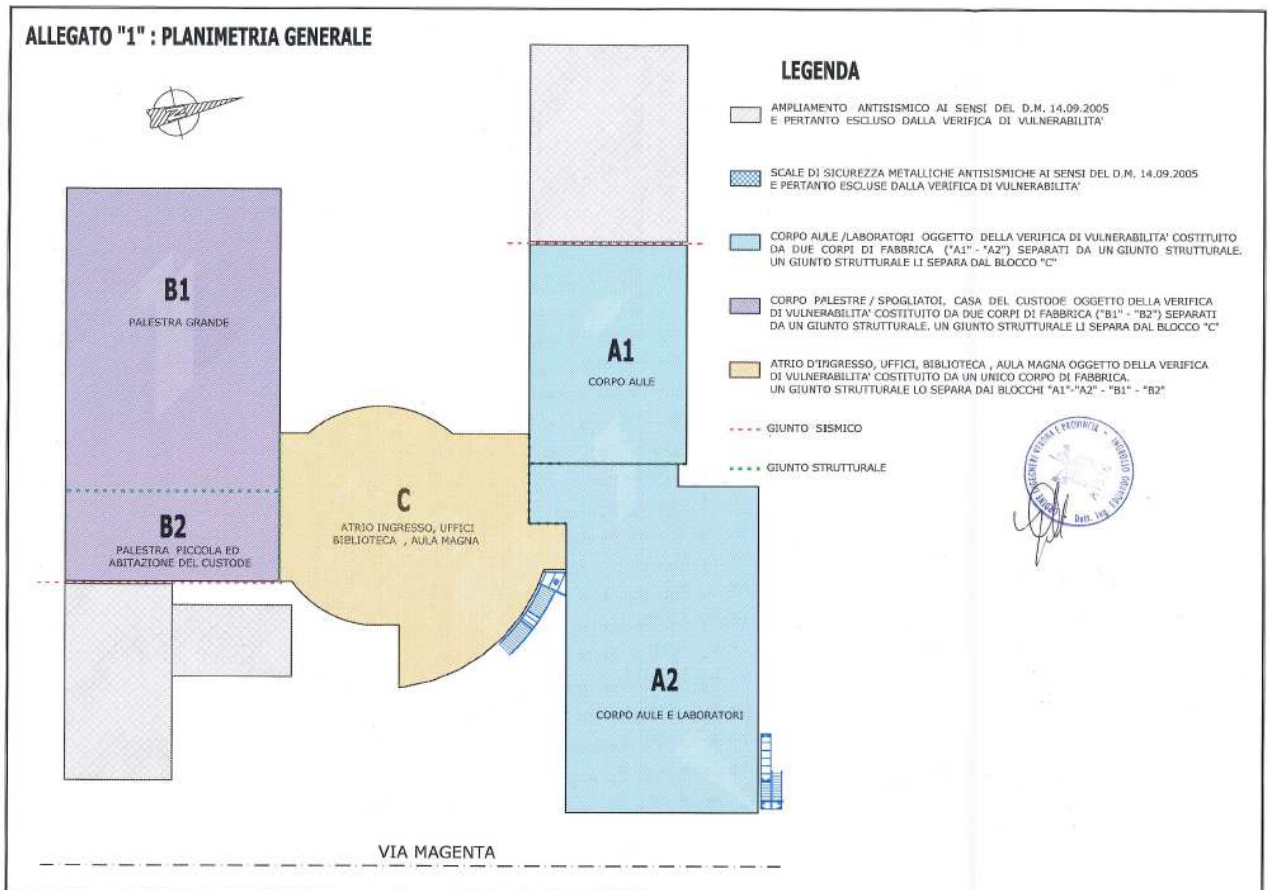 ALLEGATO "1" : PLANIMETRIA GENERALE
LEGENDA
AMPLIAMENTO ANTISISMICO AI SENSI DEL D.M. 14.09.2005
E PERTANTO ESCLUSO DALLA VERIFICA DI VULNERABILITA'
SCALE DI SICUREZZA METALLICHE ANTISISMICHE AI SENSI DEL D.M. 14.09.2005
E PERTANTO ESCLUSE DALLA VERIFICA DI VULNERABILITA'
CORPO AULE /LABORATORI OGGETTO DELLA VERIFICA DI VULNERABILITA' COSTITUITO
DA DUE CORPI DI FABBRICA ("A1" - "A2") SEPARATI DA UN GIUNTO STRUTTURALE.
UN GIUNTO STRUTTURALE LI SEPARA DAL BLOCCO "C"
CORPO PALESTRE / SPOGLIATOI, CASA DEL CUSTODE OGGETTO DELLA VERIFICA
DI VULNERABILITA' COSTITUITO DA DUE CORPI DI FABBRICA ("B1" - "B2") SEPARATI
DA UN GIUNTO STRUTTURALE. UN GIUNTO STRUTTURALE LI SEPARA DAL BLOCCO "C"
ATRIO D'INGRESSO, UFFICI, BIBLIOTECA , AULA MAGNA OGGETTO DELLA VERIFICA
DI VULNERABILITA' COSTITUITO DA UN UNICO CORPO DI FABBRICA.
UN GIUNTO STRUTTURALE LO SEPARA DAI BLOCCHI "A1"-"A2" - "B1" - "B2"
GIUNTO SISMICO
GIUNTO STRUTTURALE
B1
PALESTRA GRANDE
A1
CORPO AULE
C
ATRIO INGRESSO, UFFICI
BIBLIOTECA , AULA MAGNA
B2
PALESTRA PICCOLA ED
ABITAZIONE DEL CUSTODE
A2
CORPO AULE E LABORATORI
VIA MAGENTA
VERONA E PROVINCIA
Dott. Ing.